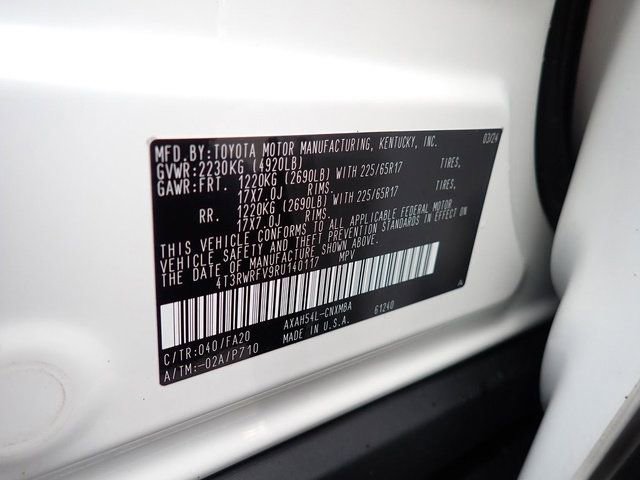 MFD.BY:TOYOTA MOTOR MANUFACTURING, KENTUCKY, INC. 03/24
GVWR:2230KG (4920LB)
GAWR:FRT. 1220KG (2690LB) WITH 225/65R17 TIRES,
17X7.0J RIMS.
RR. 1220KG (2690LB) WITH 225/65R17 TIRES,
17X7.0J RIMS.
THIS VEHICLE CONFORMS TO ALL APPLICABLE FEDERAL MOTOR
VEHICLE SAFETY AND THEFT PREVENTION STANDARDS IN EFFECT ON
THE DATE OF MANUFACTURE SHOWN ABOVE.
4T3RWRFV9RU140117 MPV
A
C/TR:040/FA20 AXAH54L-CNXMBA 61240
A/TM:-02A/P710 MADE IN U.S.A.